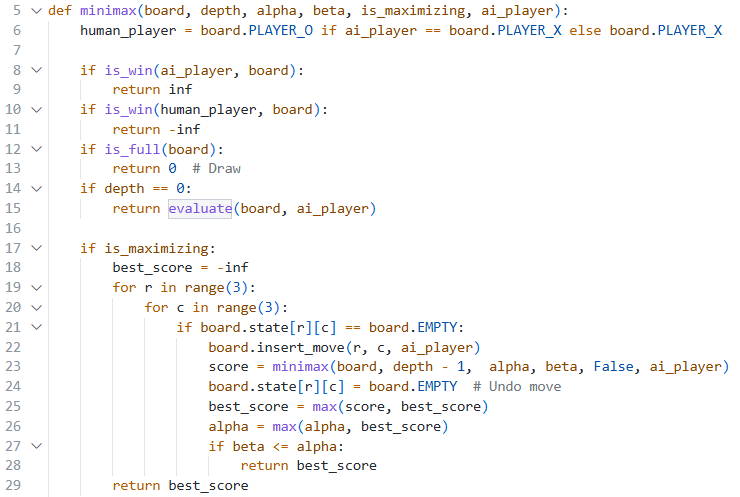 5 def minimax(board, depth, alpha, beta, is_maximizing, ai_player):
6     human_player = board.PLAYER_O if ai_player == board.PLAYER_X else board.PLAYER_X
7
8     if is_win(ai_player, board):
9         return inf
10     if is_win(human_player, board):
11         return -inf
12     if is_full(board):
13         return 0  # Draw
14     if depth == 0:
15         return evaluate(board, ai_player)
16
17     if is_maximizing:
18         best_score = -inf
19         for r in range(3):
20             for c in range(3):
21                 if board.state[r][c] == board.EMPTY:
22                     board.insert_move(r, c, ai_player)
23                     score = minimax(board, depth - 1,  alpha, beta, False, ai_player)
24                     board.state[r][c] = board.EMPTY  # Undo move
25                     best_score = max(score, best_score)
26                     alpha = max(alpha, best_score)
27                     if beta <= alpha:
28                         return best_score
29         return best_score